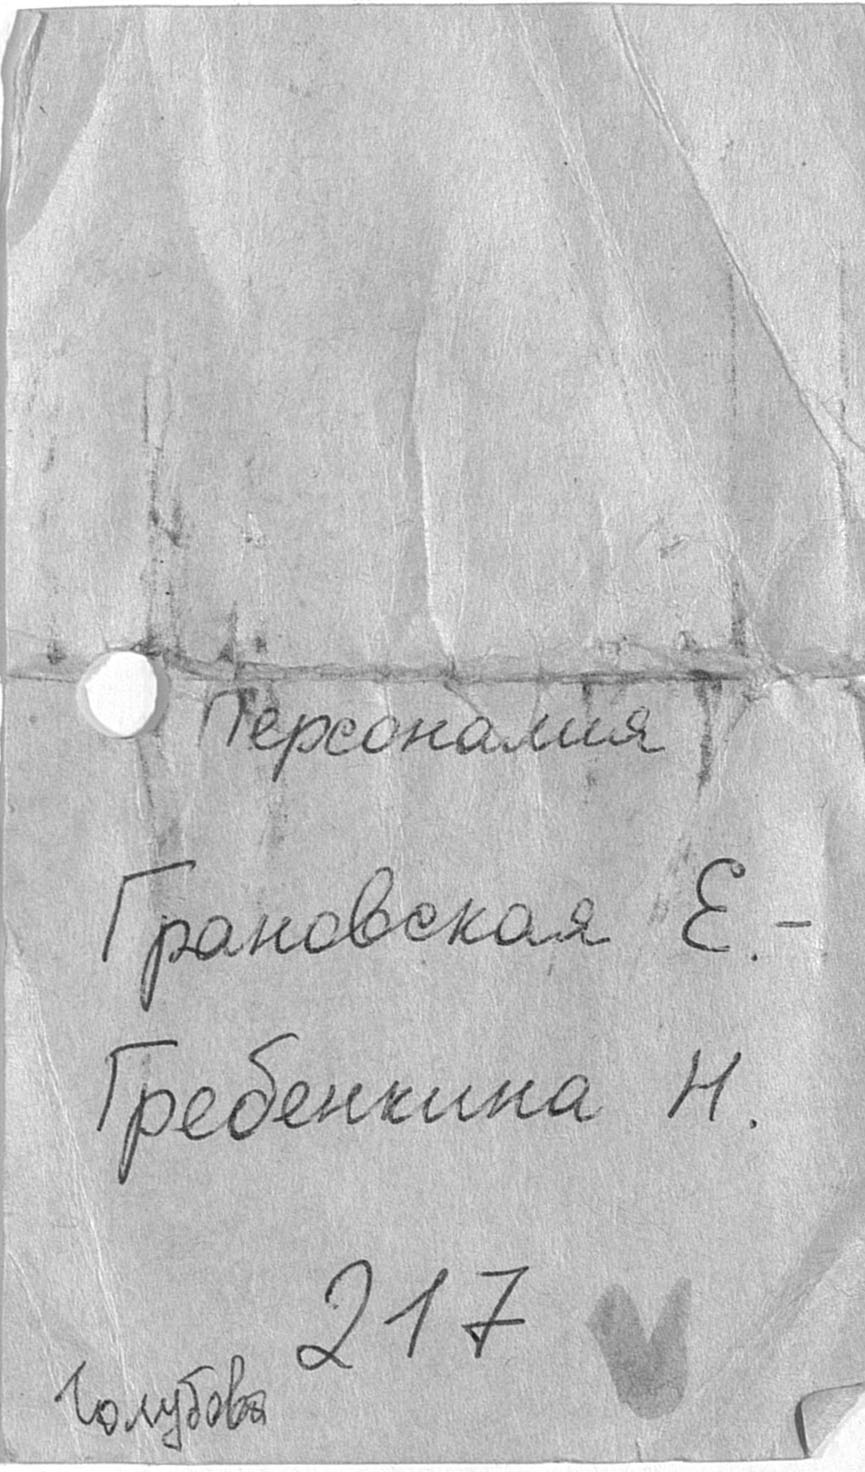 Персоналия
Грановская Е. -
Гребенкина Н.
217
Голубова